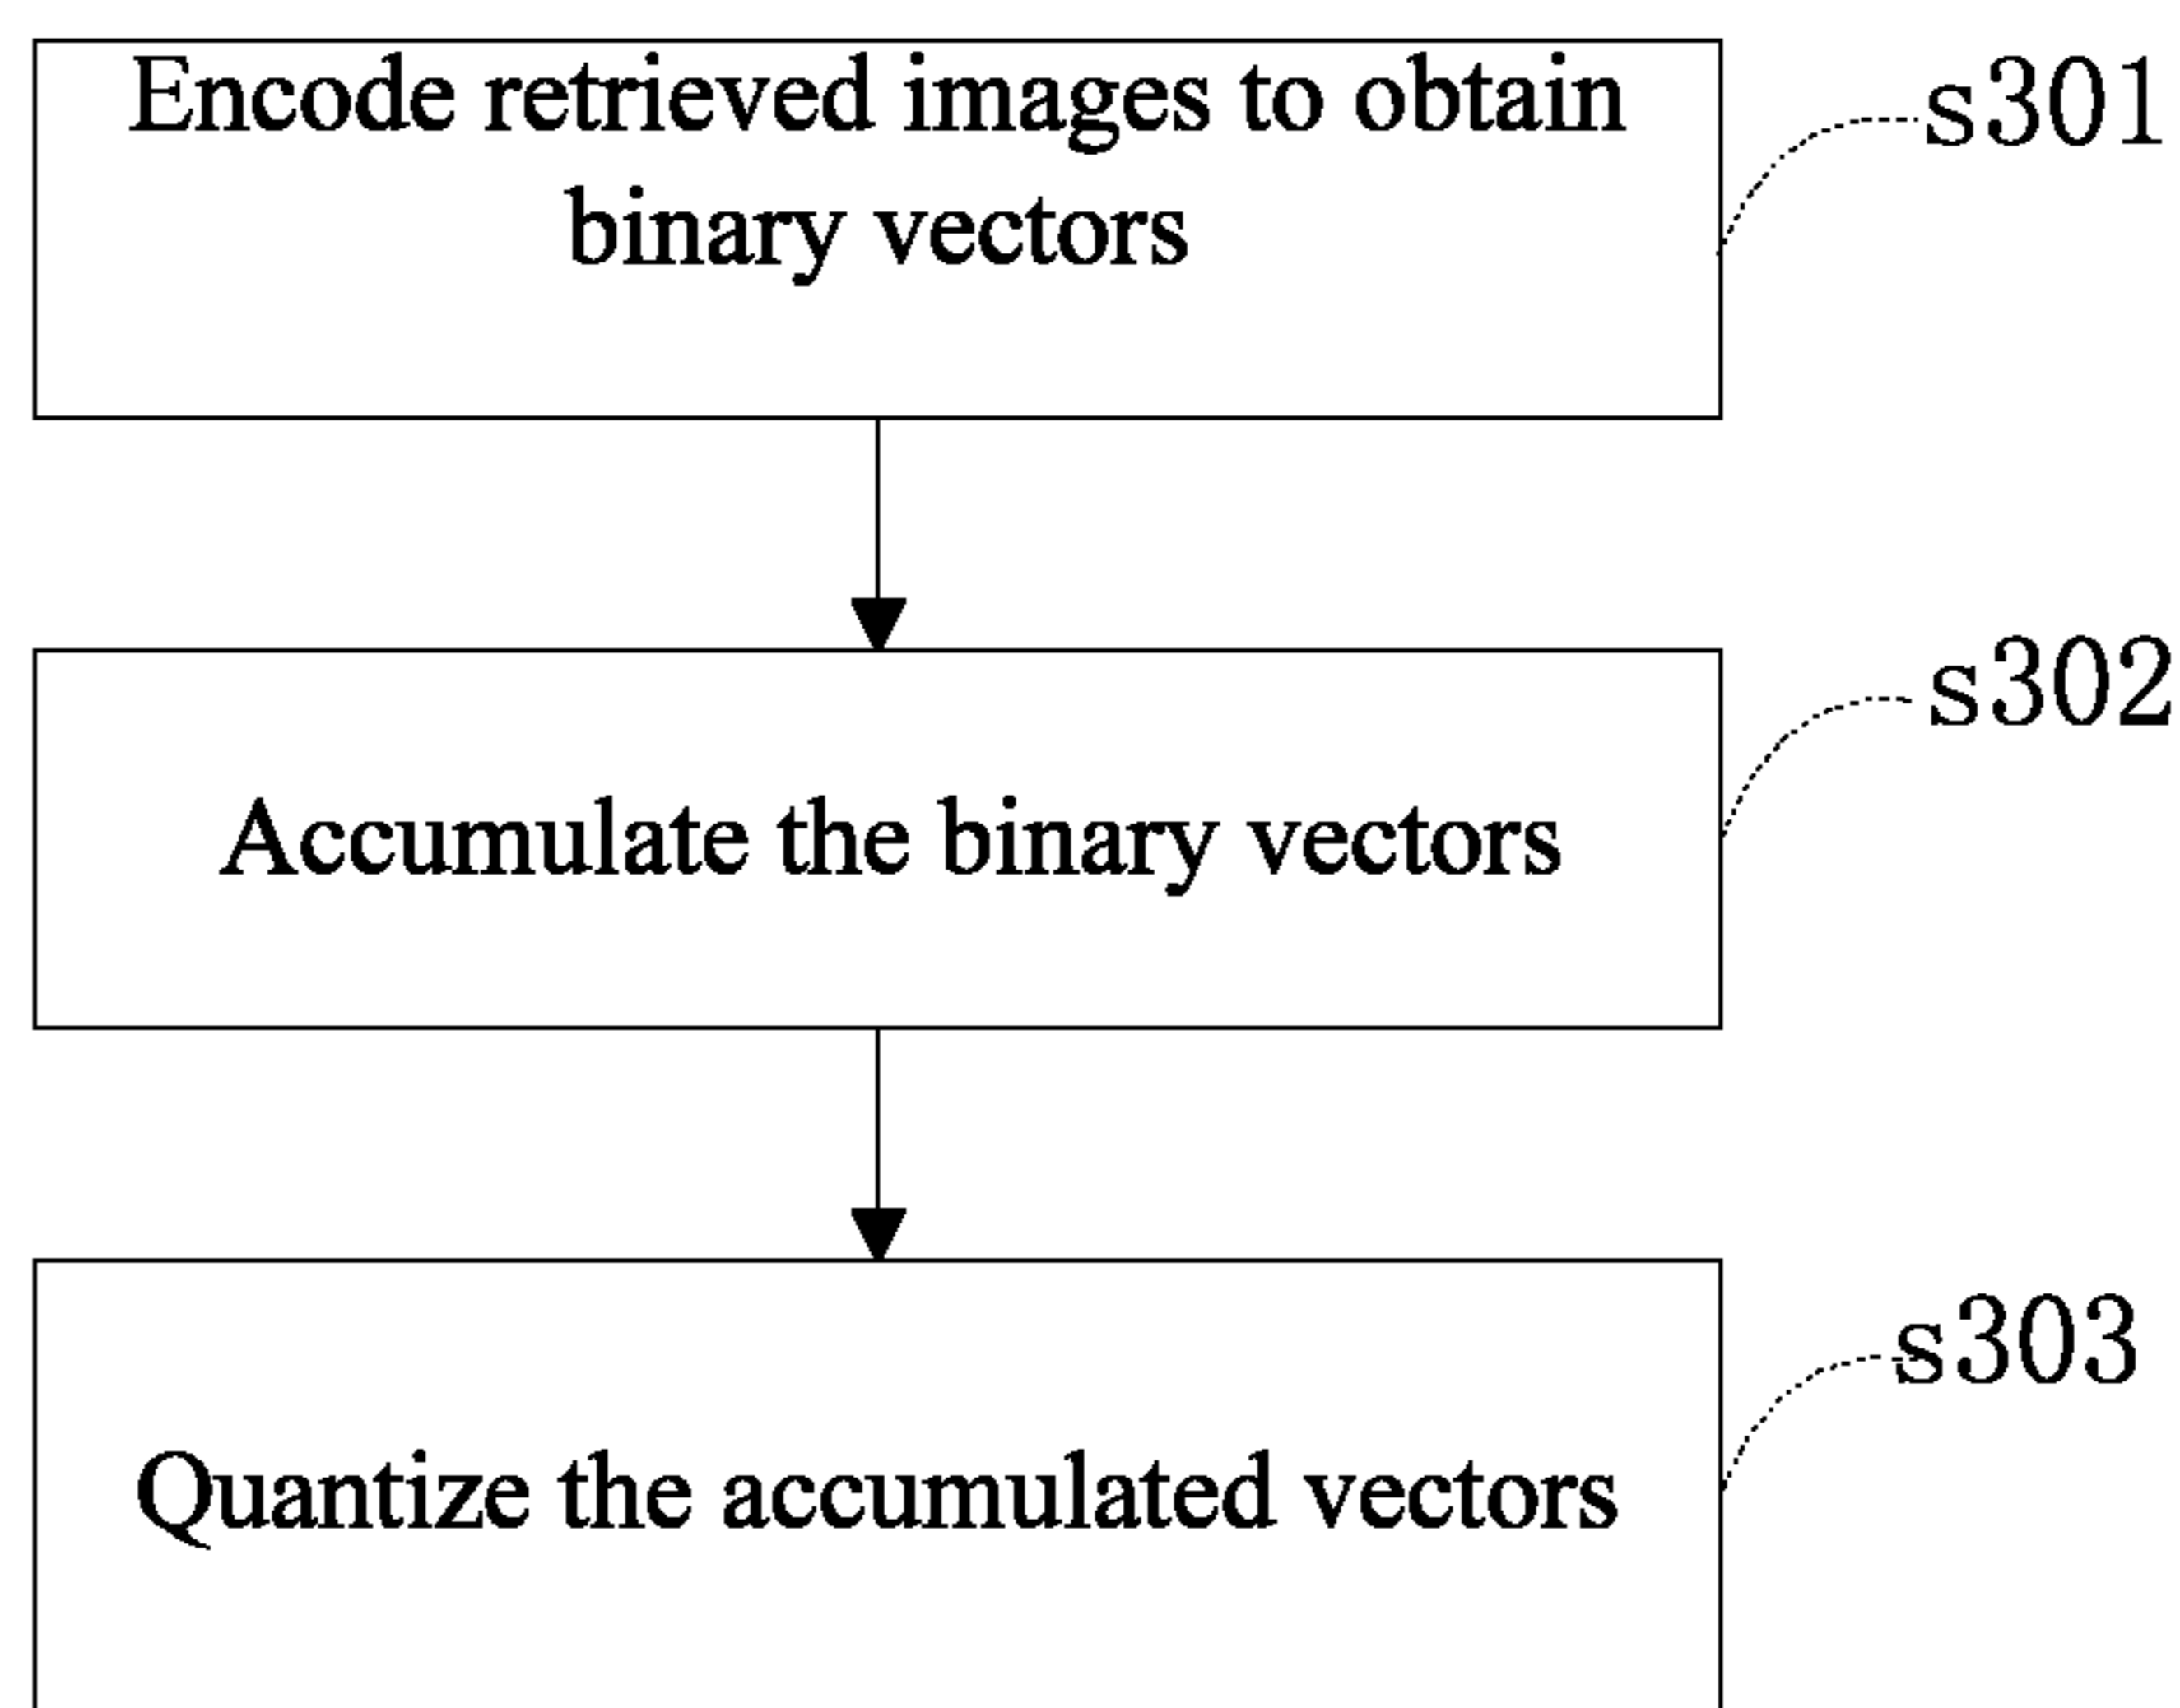 Encode retrieved images to obtain
binary vectors
s301
Accumulate the binary vectors
s302
Quantize the accumulated vectors
s303